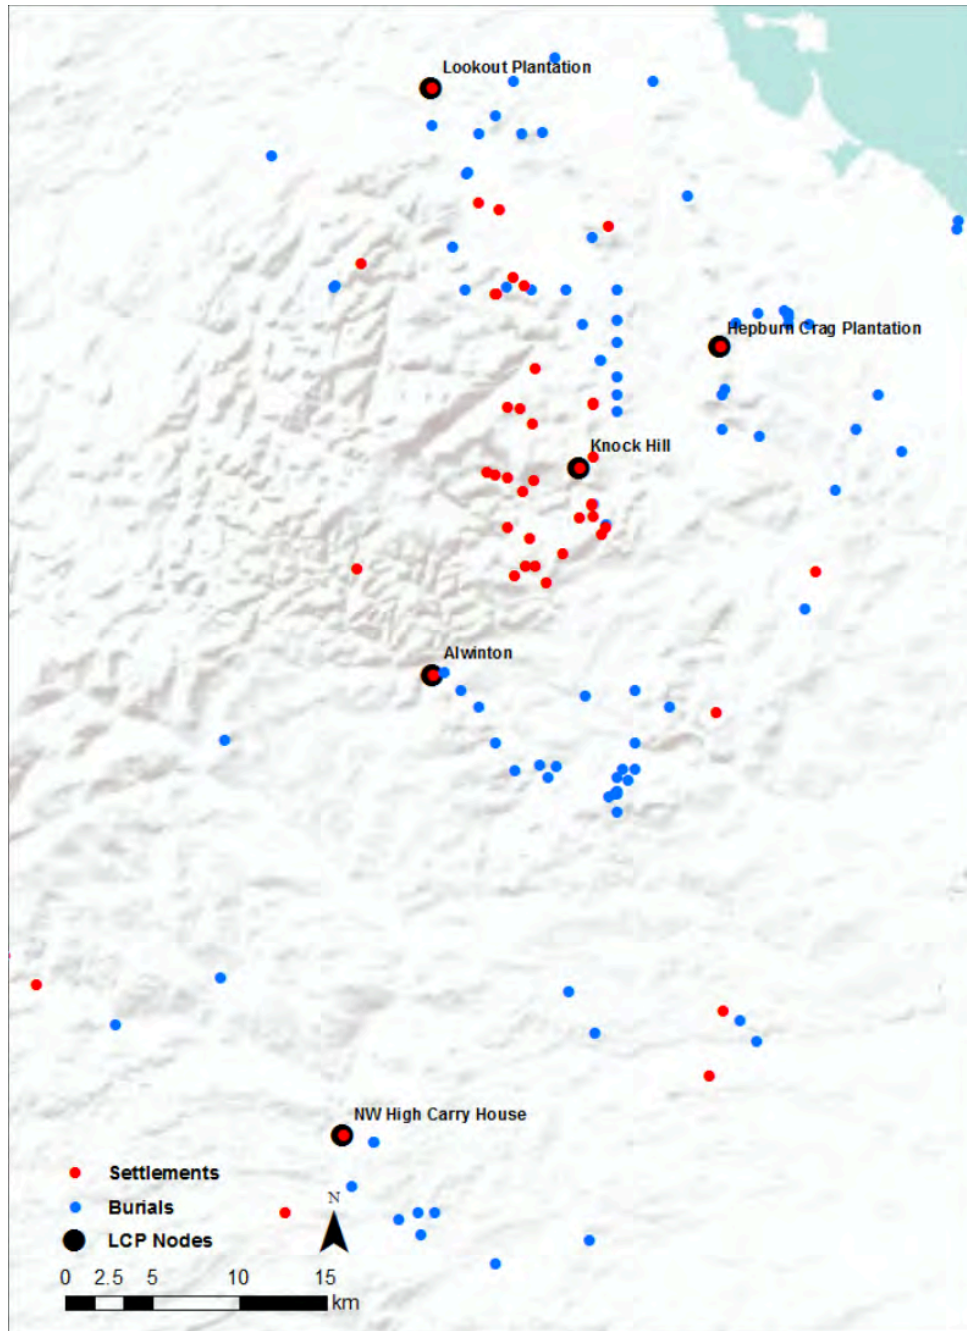 Lookout Plantation
Hepburn Crag Plantation
Knock Hill
Alwinton
NW High Carry House
Settlements
N
Burials
LCP Nodes
0 2.5 5 10 15
km